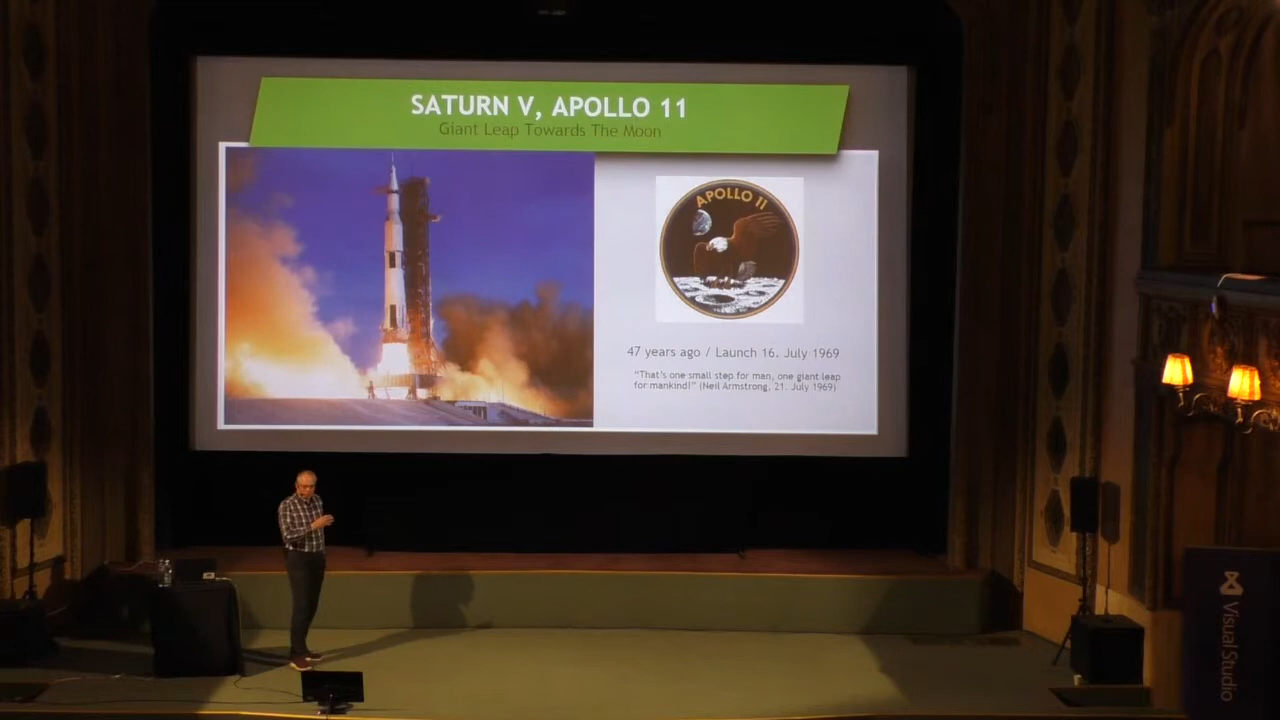 SATURN V, APOLLO 11
Giant Leap Towards The Moon
APOLLO 11
47 years ago / Launch 16. July 1969
“That’s one small step for man, one giant leap
for mankind!” (Neil Armstrong, 21. July 1969)
Visual Studio